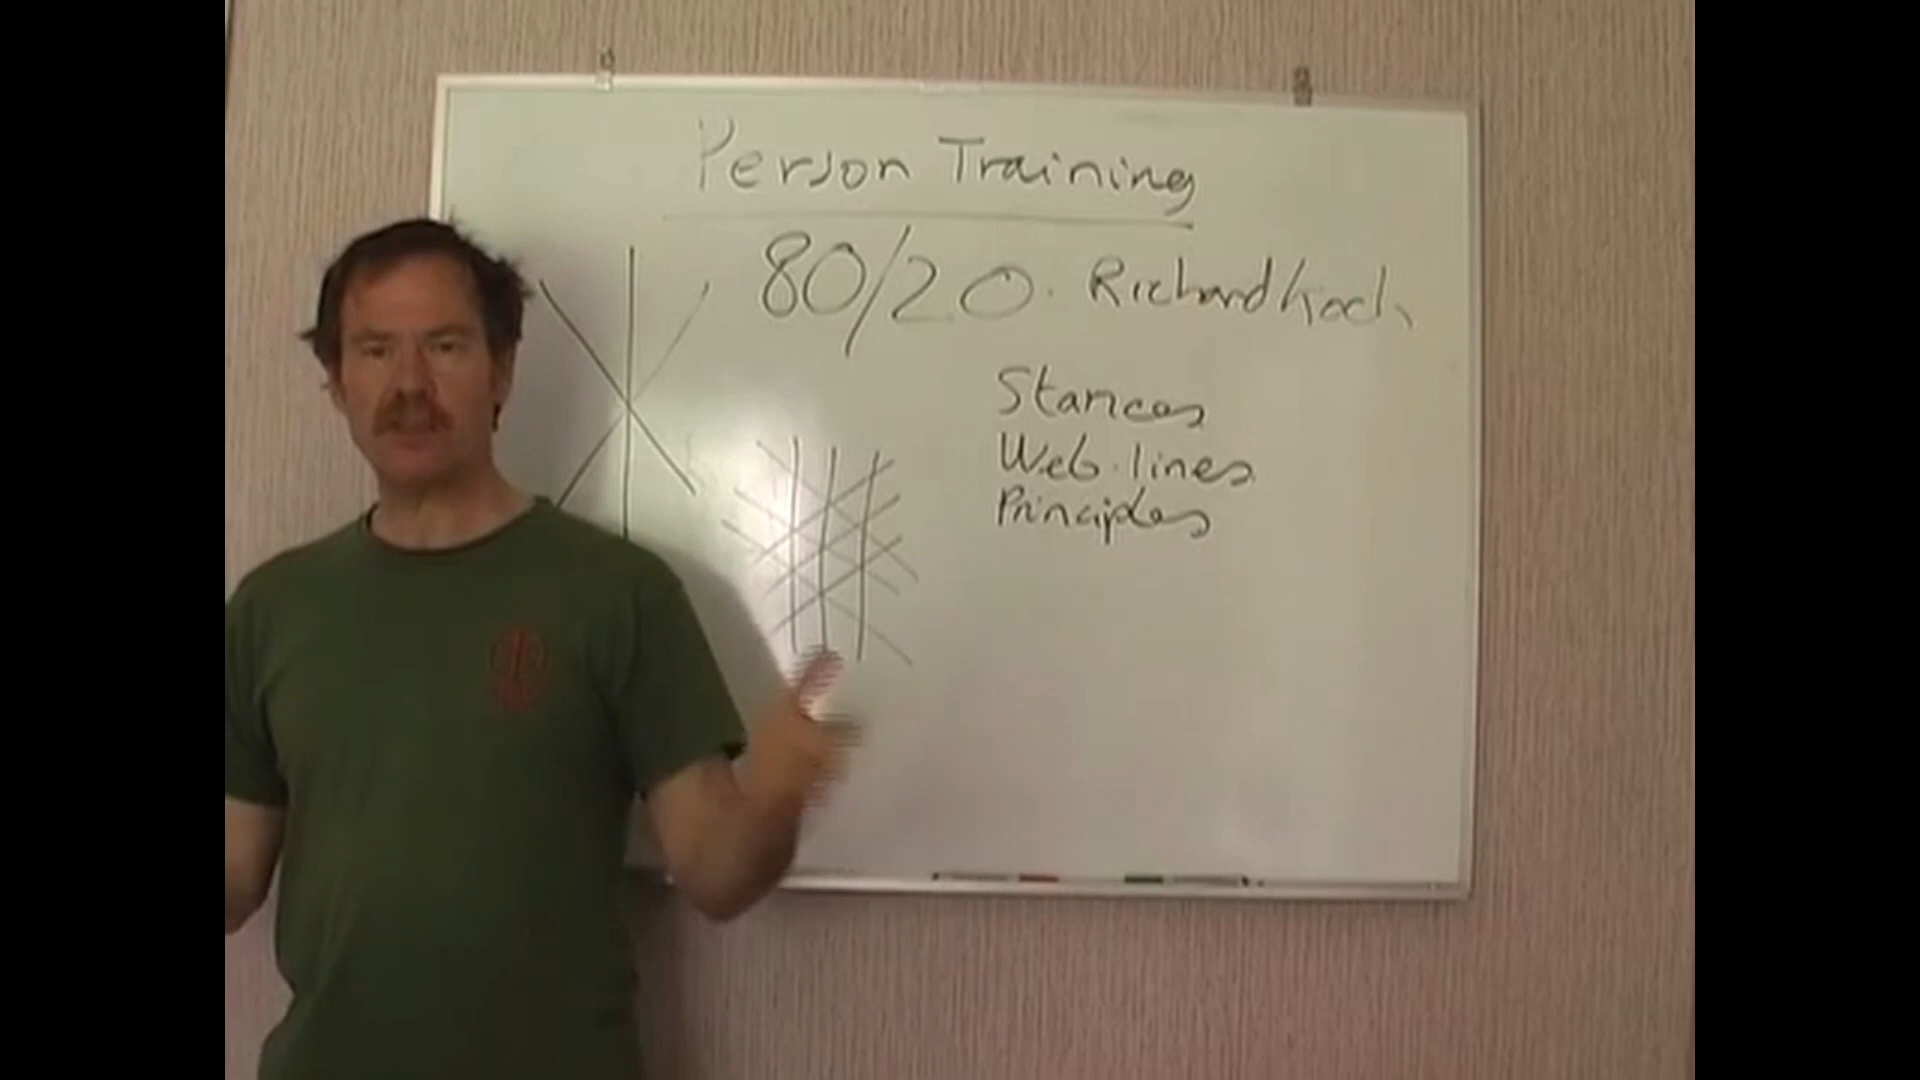 Person Training
80/20. Richard Koch
Stances
Web.lines
Principles